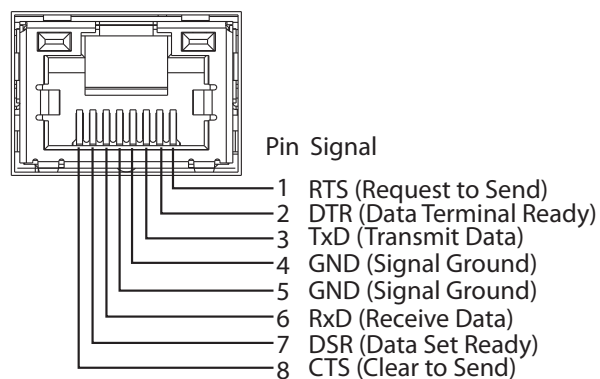 Pin Signal
1 RTS (Request to Send)
2 DTR (Data Terminal Ready)
3 TxD (Transmit Data)
4 GND (Signal Ground)
5 GND (Signal Ground)
6 RxD (Receive Data)
7 DSR (Data Set Ready)
8 CTS (Clear to Send)